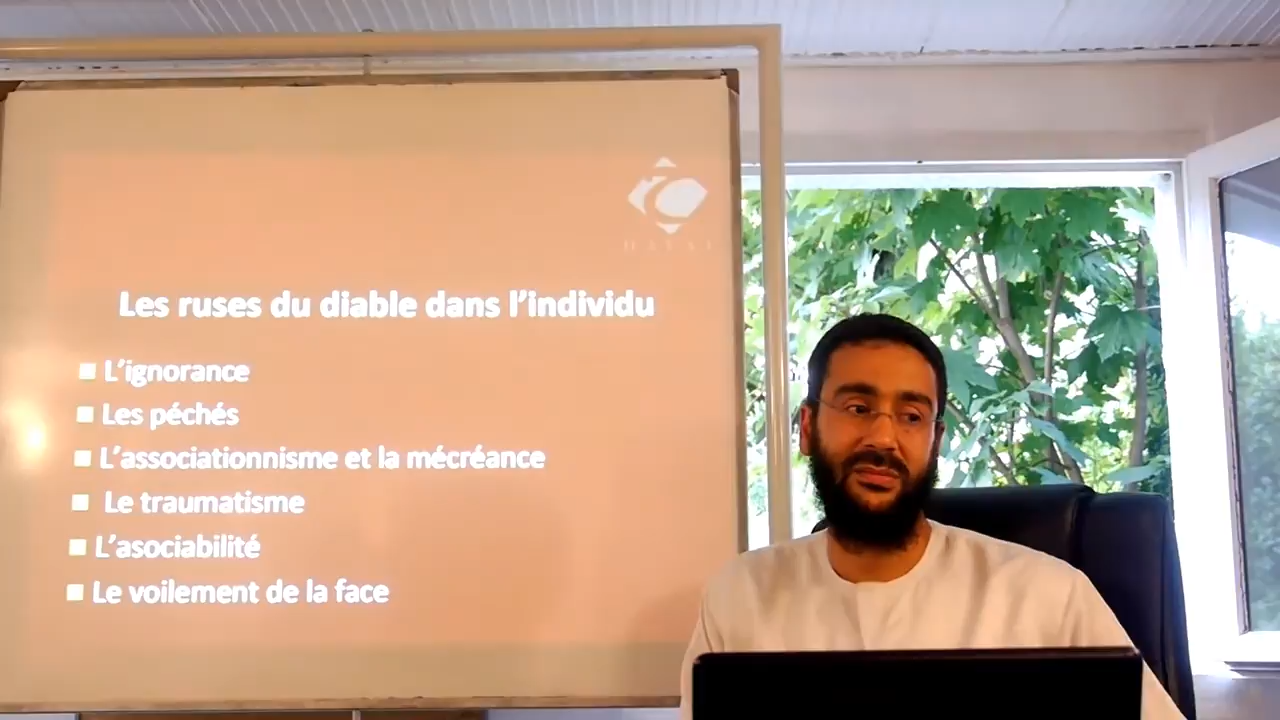 Les ruses du diable dans l’individu
L’ignorance
Les péchés
L’associationnisme et la mécréance
Le traumatisme
L’asociabilité
Le voilement de la face